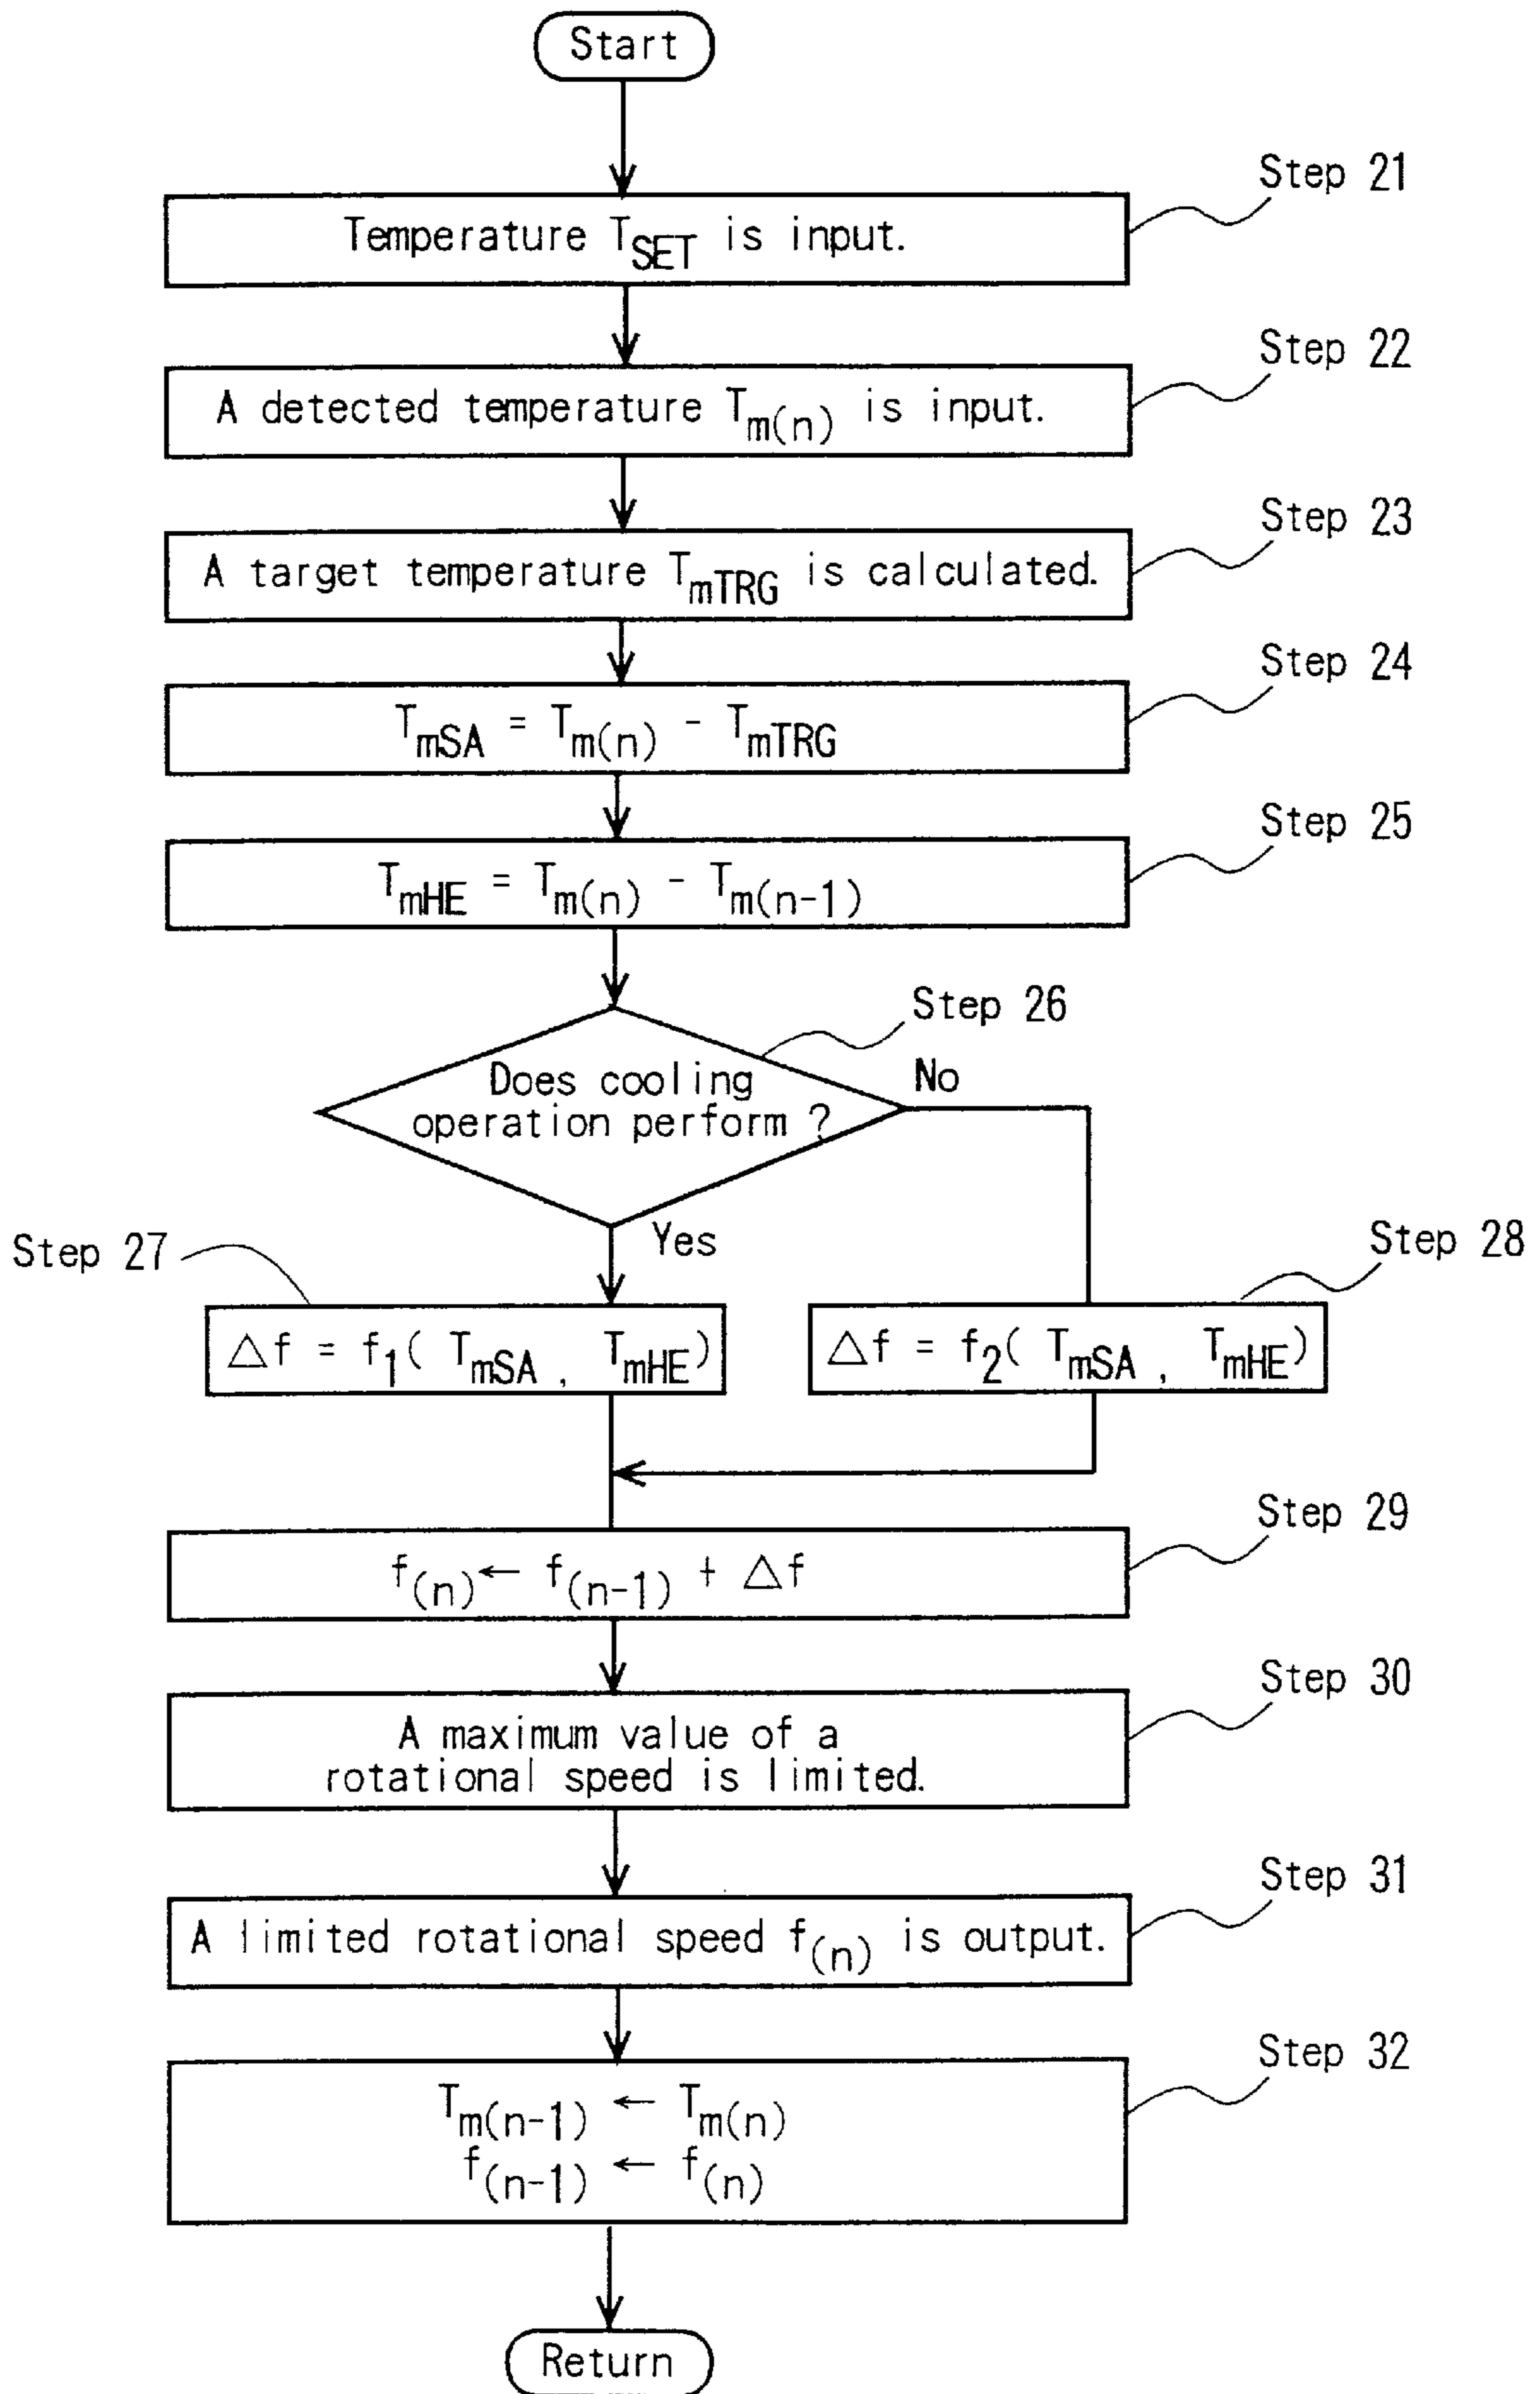 Start
Step 21
Temperature T_SET is input.
Step 22
A detected temperature T_m(n) is input.
Step 23
A target temperature T_mTRG is calculated.
Step 24
T_mSA = T_m(n) - T_mTRG
Step 25
T_mHE = T_m(n) - T_m(n-1)
Step 26
Does cooling
operation perform ?
No
Yes
Step 27
△f = f_1( T_mSA , T_mHE)
Step 28
△f = f_2( T_mSA , T_mHE)
Step 29
f_(n) ← f_(n-1) + △f
Step 30
A maximum value of a
rotational speed is limited.
Step 31
A limited rotational speed f_(n) is output.
Step 32
T_m(n-1) ← T_m(n)
f_(n-1) ← f_(n)
Return